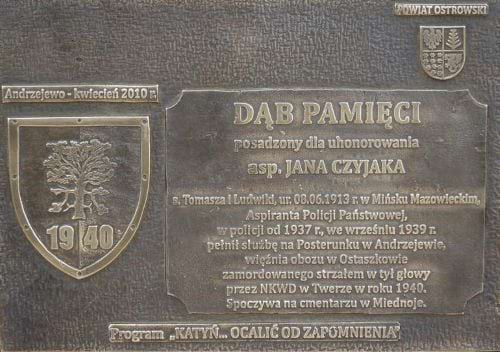 POWIAT OSTROWSKI
Andrzejewo - kwiecień 2010 r.
1940
DĄB PAMIĘCI
posadzony dla uhonorowania
asp. JANA CZYJAKA
s. Tomasza i Ludwiki, ur. 08.06.1913 r. w Mińsku Mazowieckim,
Aspiranta Policji Państwowej,
w policji od 1937 r., we wrześniu 1939 r.
pełnił służbę na Posterunku w Andrzejewie,
więźnia obozu w Ostaszkowie
zamordowanego strzałem w tył głowy
przez NKWD w Twerze w roku 1940.
Spoczywa na cmentarzu w Miednoje.
Program „KATYŃ... OCALIĆ OD ZAPOMNIENIA"